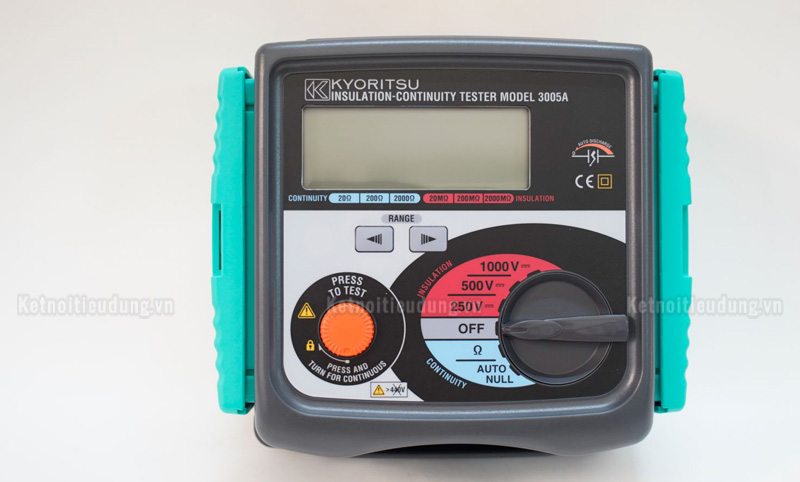 KYORITSU
INSULATION-CONTINUITY TESTER MODEL 3005A
AUTO DISCHARGE
CE
CONTINUITY 20Ω 200Ω 2000Ω 20MΩ 200MΩ 2000MΩ INSULATION
RANGE
PRESS
TO TEST
PRESS AND
TURN FOR CONTINUOUS
INSULATION
1000V
500V
250V
OFF
Ω
AUTO
NULL
CONTINUITY
Ketnoitieudung.vn
Ketnoitieudung.vn
Ketnoitieudung.vn